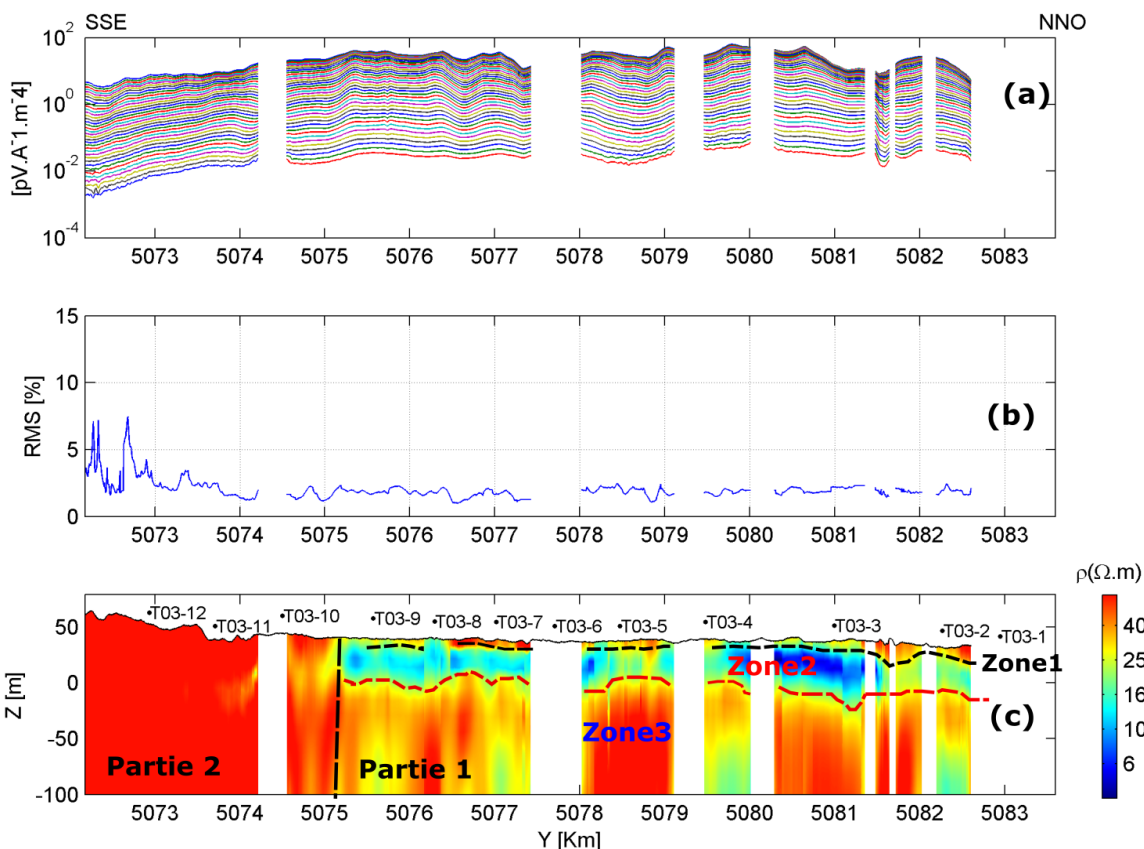 SSE NNO
10^2
10^0
10^-2
10^-4
[pV.A^-1.m^-4]
(a)
5073 5074 5075 5076 5077 5078 5079 5080 5081 5082 5083
15
10
5
0
RMS [%]
(b)
5073 5074 5075 5076 5077 5078 5079 5080 5081 5082 5083
50
0
-50
-100
Z [m]
T03-12 T03-11 T03-10 T03-9 T03-8 T03-7 T03-6 T03-5 T03-4 T03-3 T03-2 T03-1
Zone1
Zone2
Zone3
(c)
Partie 2 Partie 1
5073 5074 5075 5076 5077 5078 5079 5080 5081 5082 5083
Y [Km]
ρ(Ω.m)
40
25
16
10
6